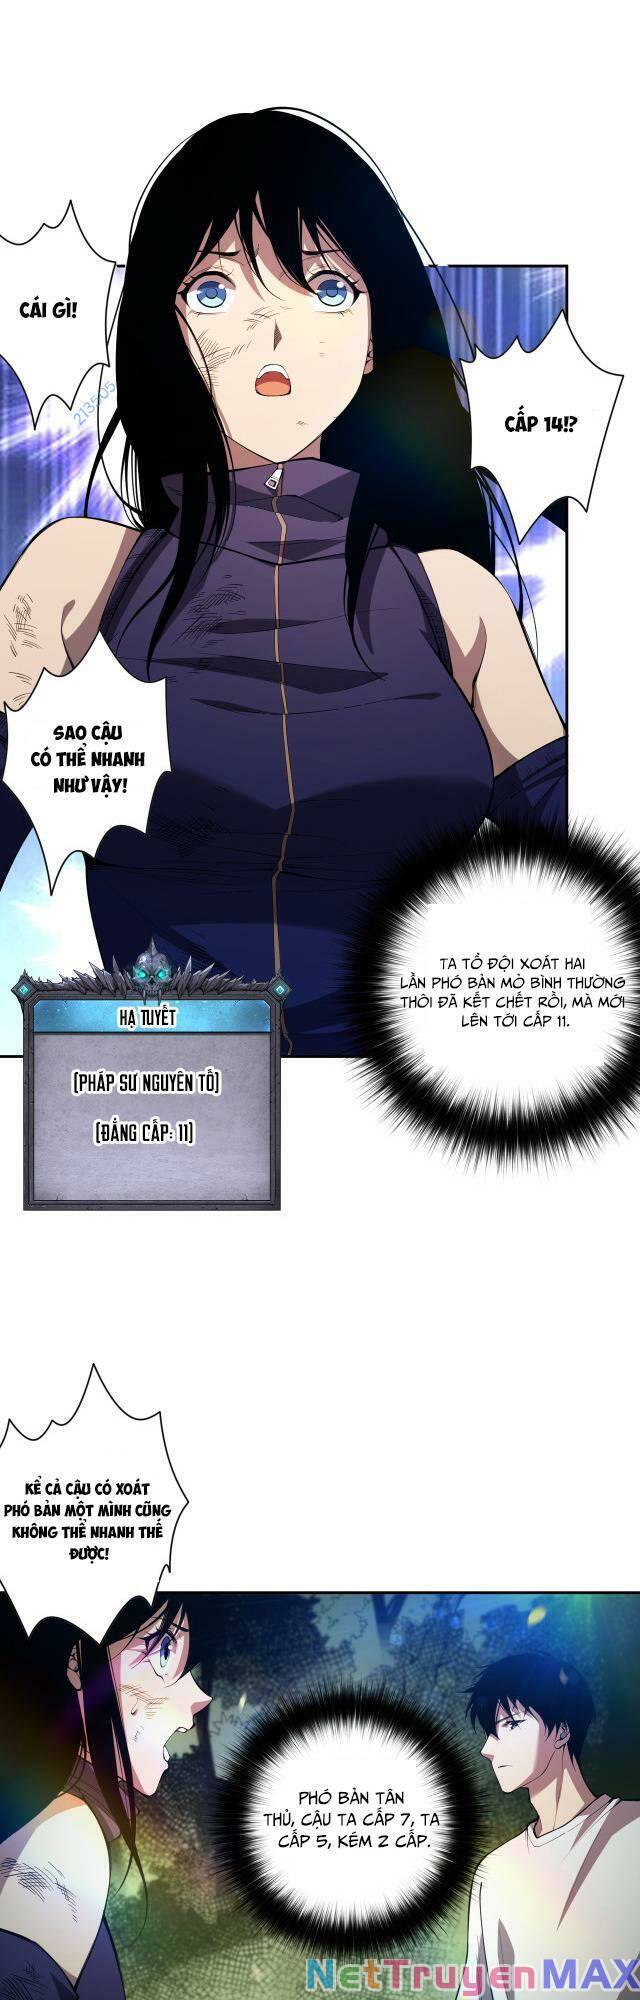 CÁI GÌ!
213505
CẤP 14!?
SAO CẬU
CÓ THỂ NHANH
NHƯ VẬY!
TA TỔ ĐỘI XOÁT HAI
LẦN PHÓ BẢN MỎ BÌNH THƯỜNG
THÔI ĐÃ KẾT CHẾT RỒI, MÀ MỚI
LÊN TỚI CẤP 11.
HẠ TUYẾT
[PHÁP SƯ NGUYÊN TỐ]
[ĐẲNG CẤP: 11]
KỂ CẢ CẬU CÓ XOÁT
PHÓ BẢN MỘT MÌNH CŨNG
KHÔNG THỂ NHANH THẾ
ĐƯỢC!
PHÓ BẢN TÂN
THỦ, CẬU TA CẤP 7, TA
CẤP 5, KÉM 2 CẤP.
NetTruyenMAX